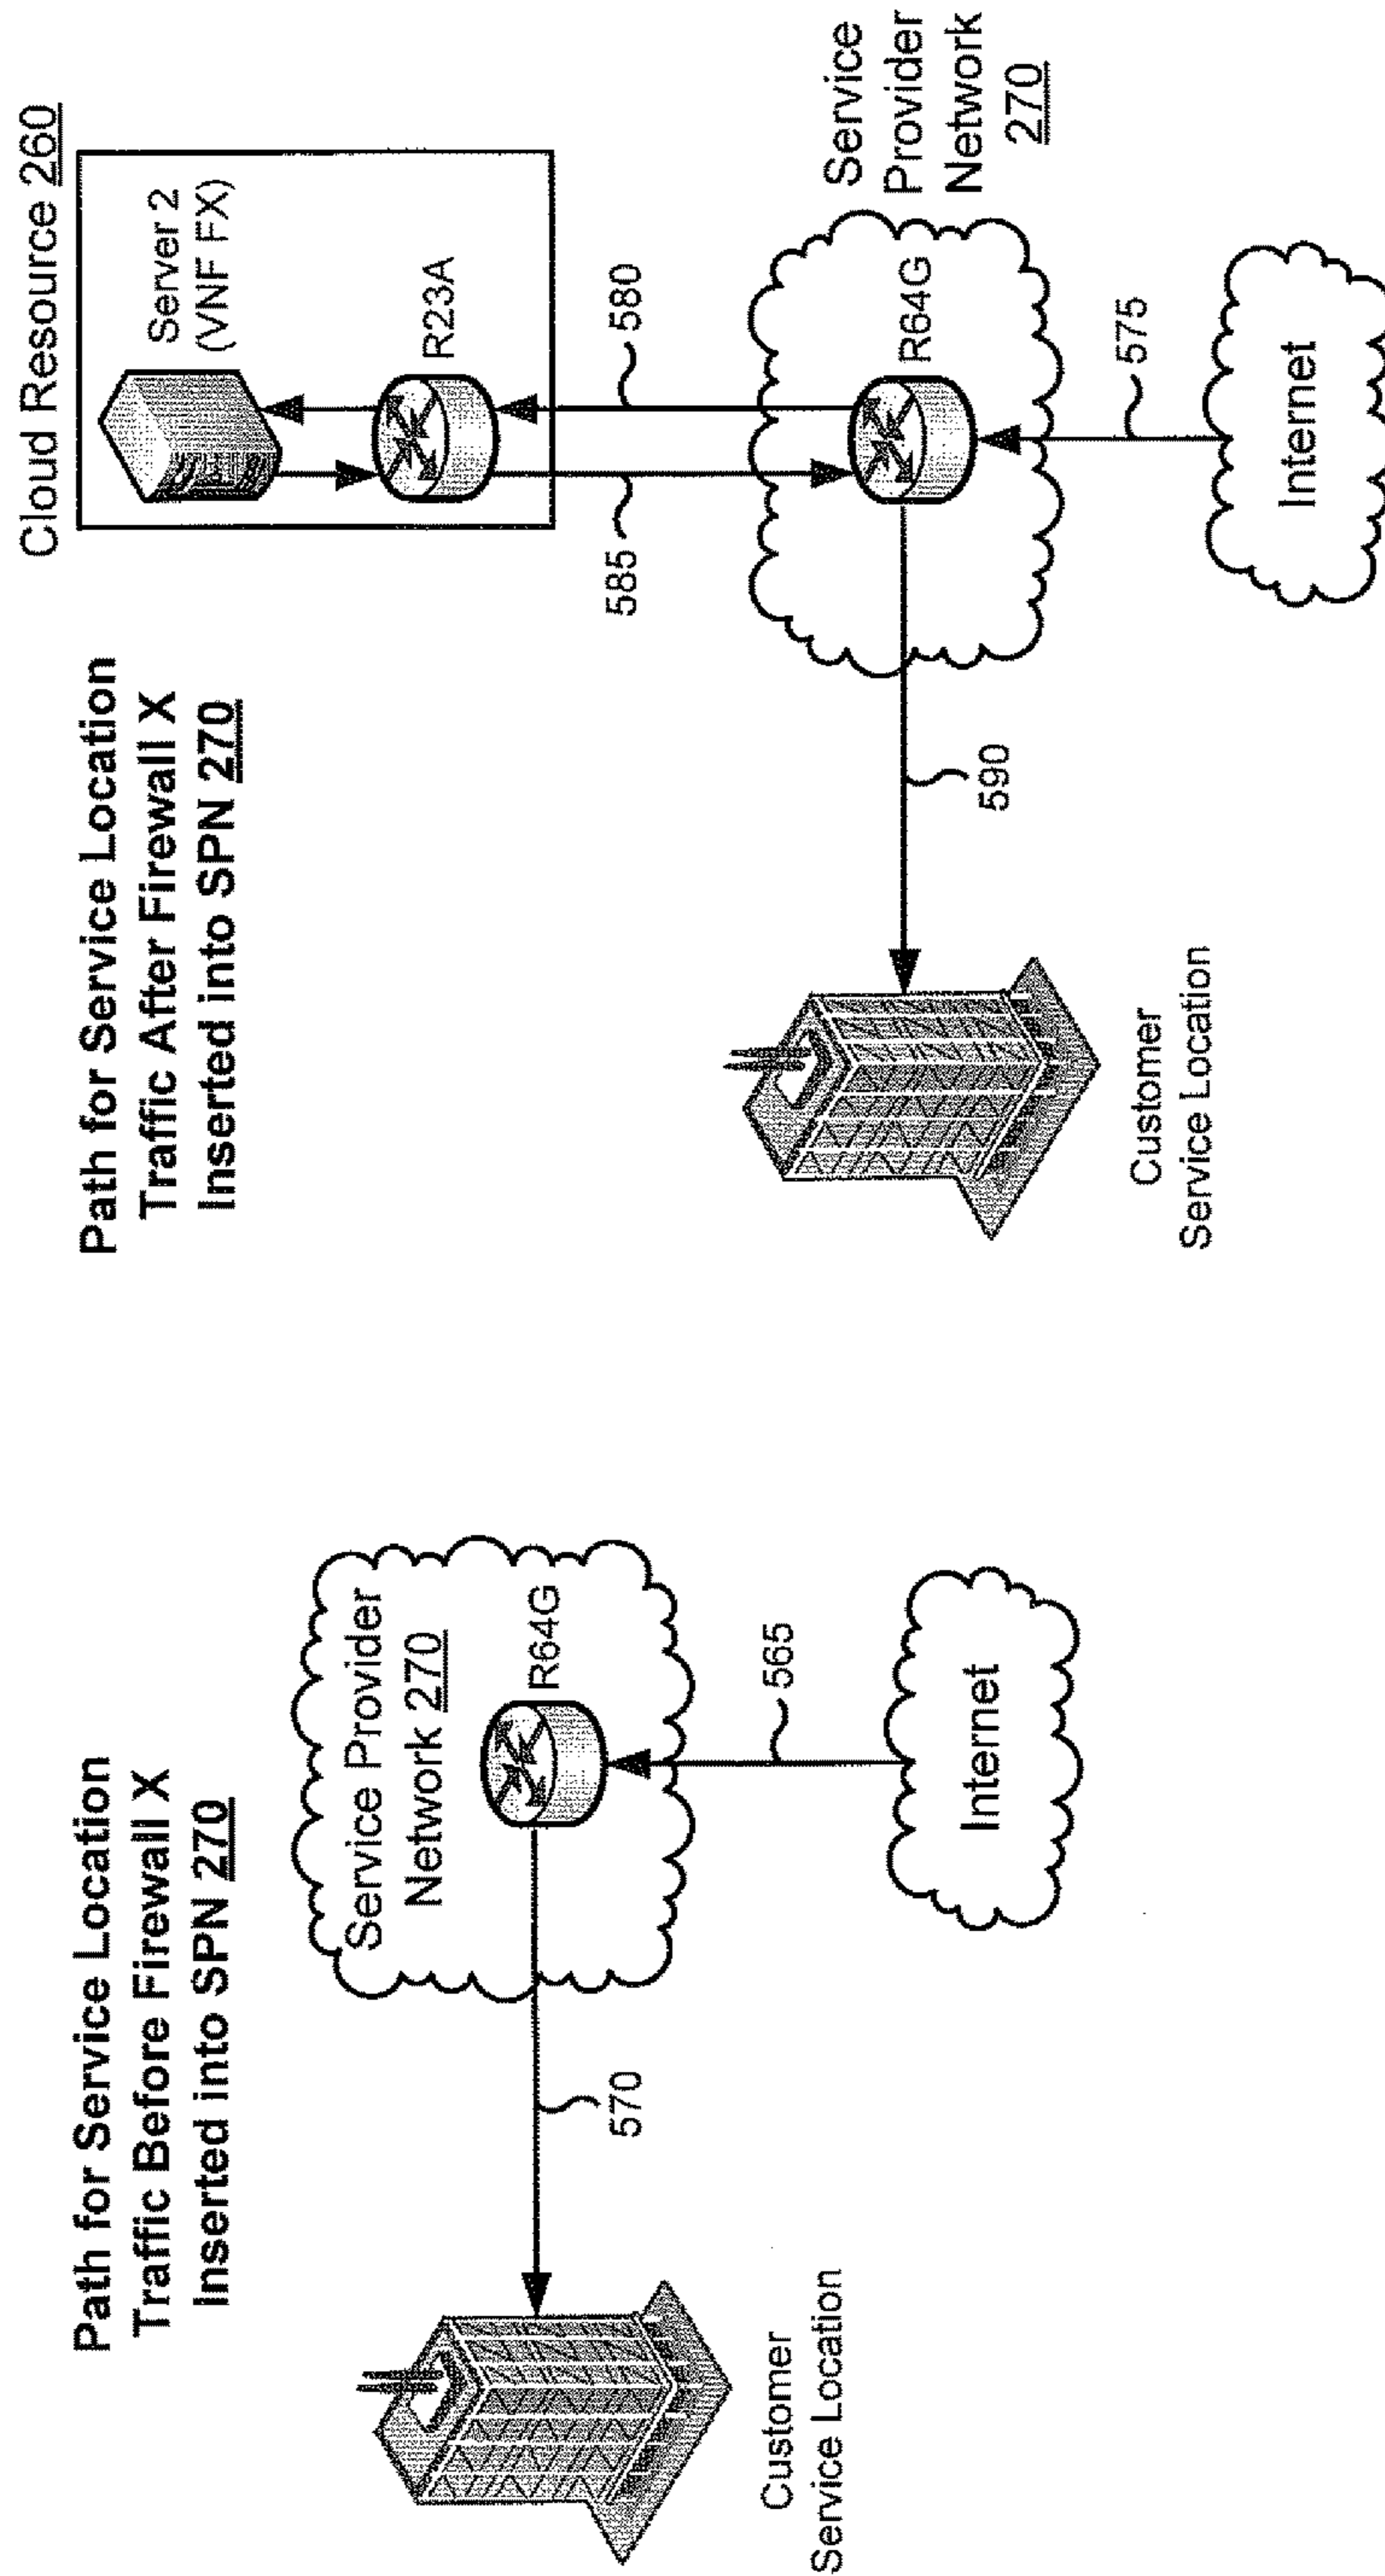 Path for Service Location
Traffic Before Firewall X
Inserted into SPN 270
Service Provider
Network 270
R64G
570
565
Customer
Service Location
Internet
Path for Service Location
Traffic After Firewall X
Inserted into SPN 270
Cloud Resource 260
Server 2
(VNF FX)
R23A
585
580
Service
Provider
Network
270
R64G
590
575
Customer
Service Location
Internet